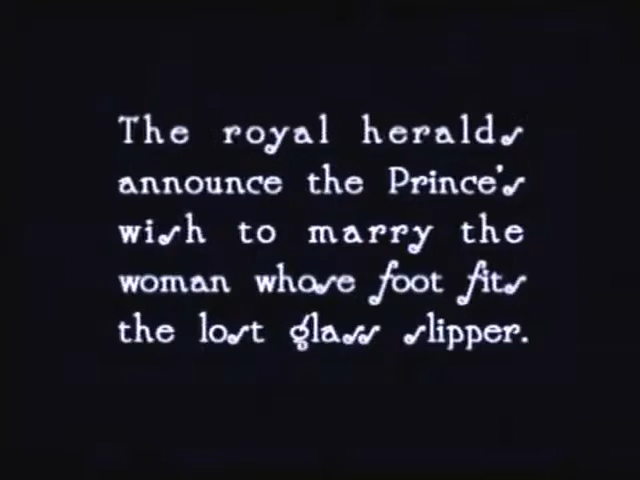 The royal heralds
announce the Prince's
wish to marry the
woman whose foot fits
the lost glass slipper.